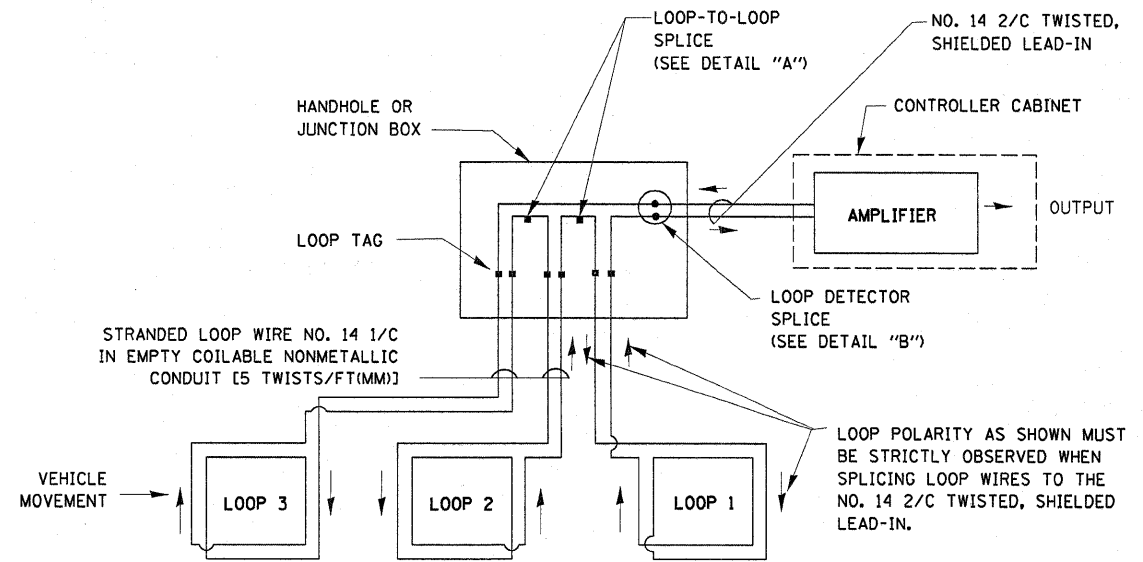 LOOP-TO-LOOP
SPLICE
(SEE DETAIL "A")
NO. 14 2/C TWISTED,
SHIELDED LEAD-IN
HANDHOLE OR
JUNCTION BOX
CONTROLLER CABINET
AMPLIFIER
OUTPUT
LOOP TAG
LOOP DETECTOR
SPLICE
(SEE DETAIL "B")
STRANDED LOOP WIRE NO. 14 1/C
IN EMPTY COILABLE NONMETALLIC
CONDUIT [5 TWISTS/FT(MM)]
LOOP POLARITY AS SHOWN MUST
BE STRICTLY OBSERVED WHEN
SPLICING LOOP WIRES TO THE
NO. 14 2/C TWISTED, SHIELDED
LEAD-IN.
VEHICLE
MOVEMENT
LOOP 3
LOOP 2
LOOP 1